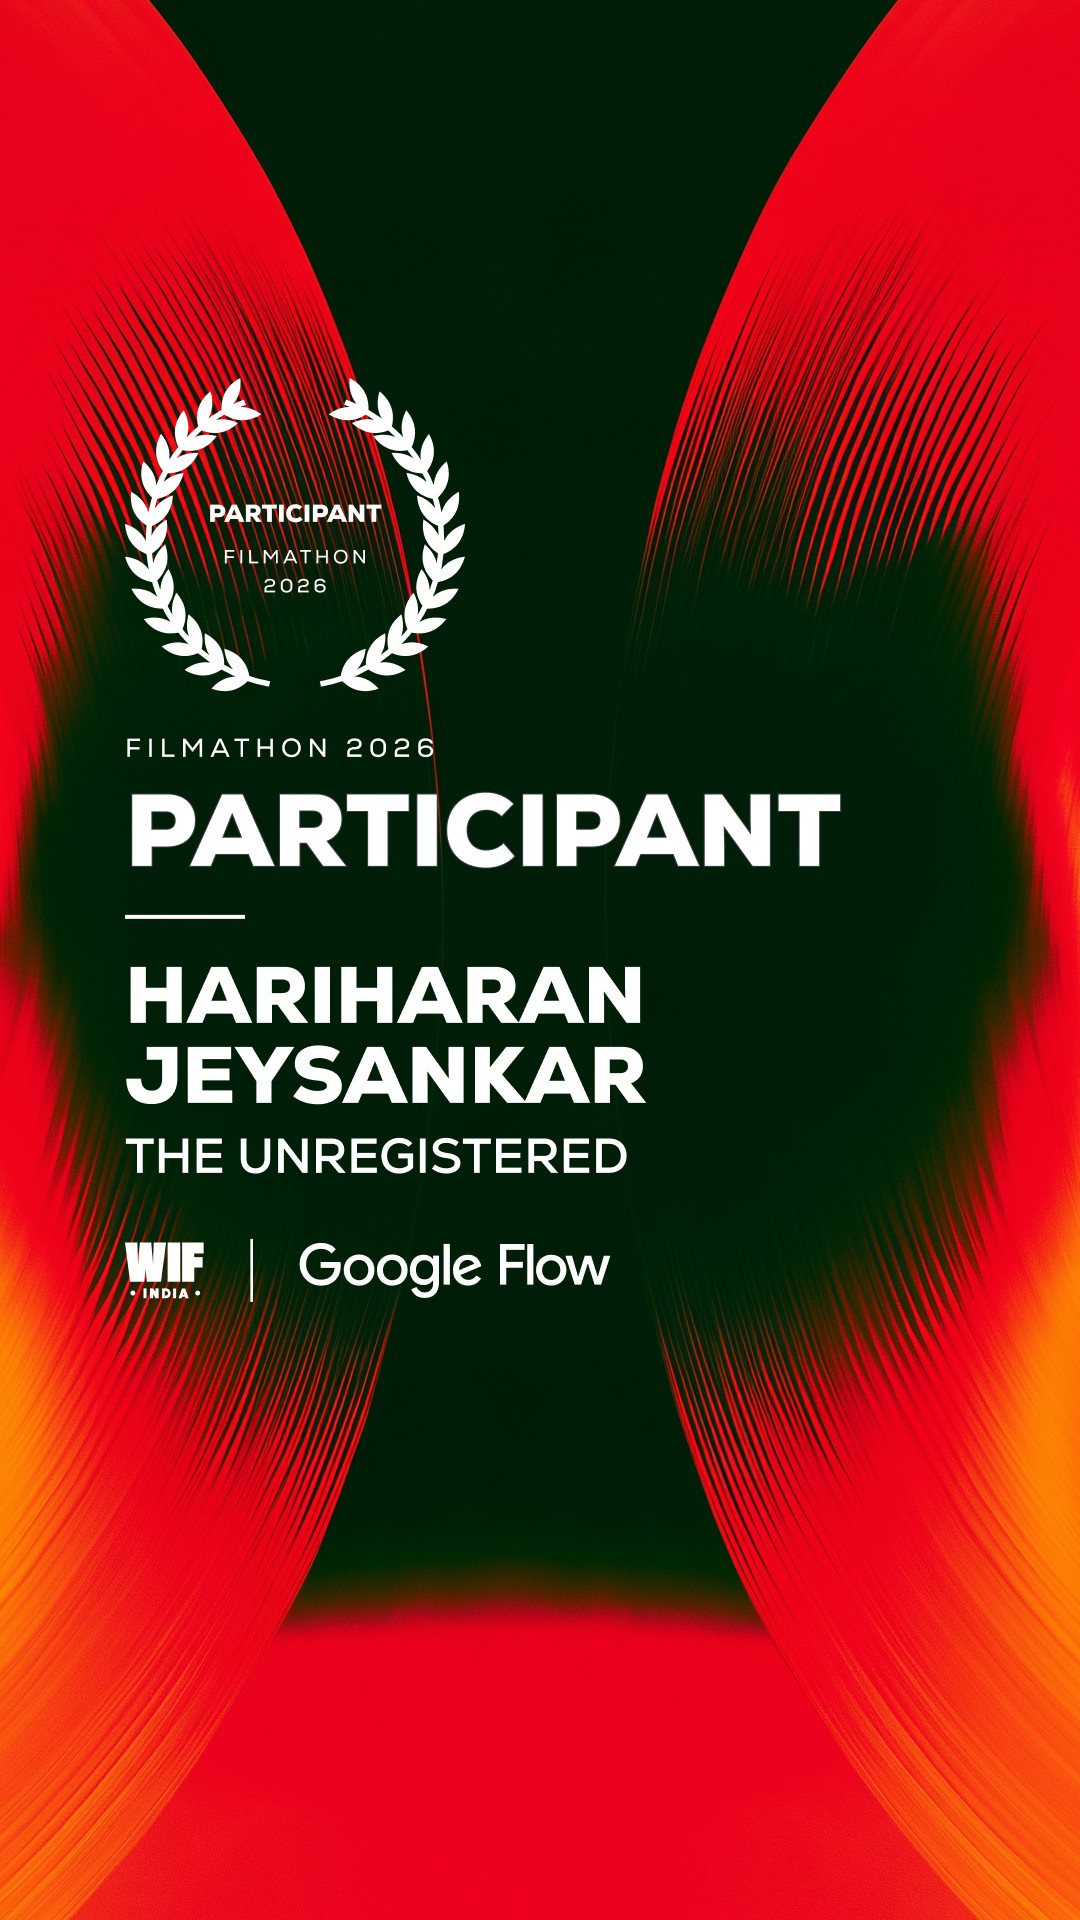 PARTICIPANT
FILMATHON
2026
FILMATHON 2026
PARTICIPANT
HARIHARAN
JEYSANKAR
THE UNREGISTERED
WIF
• INDIA •
Google Flow